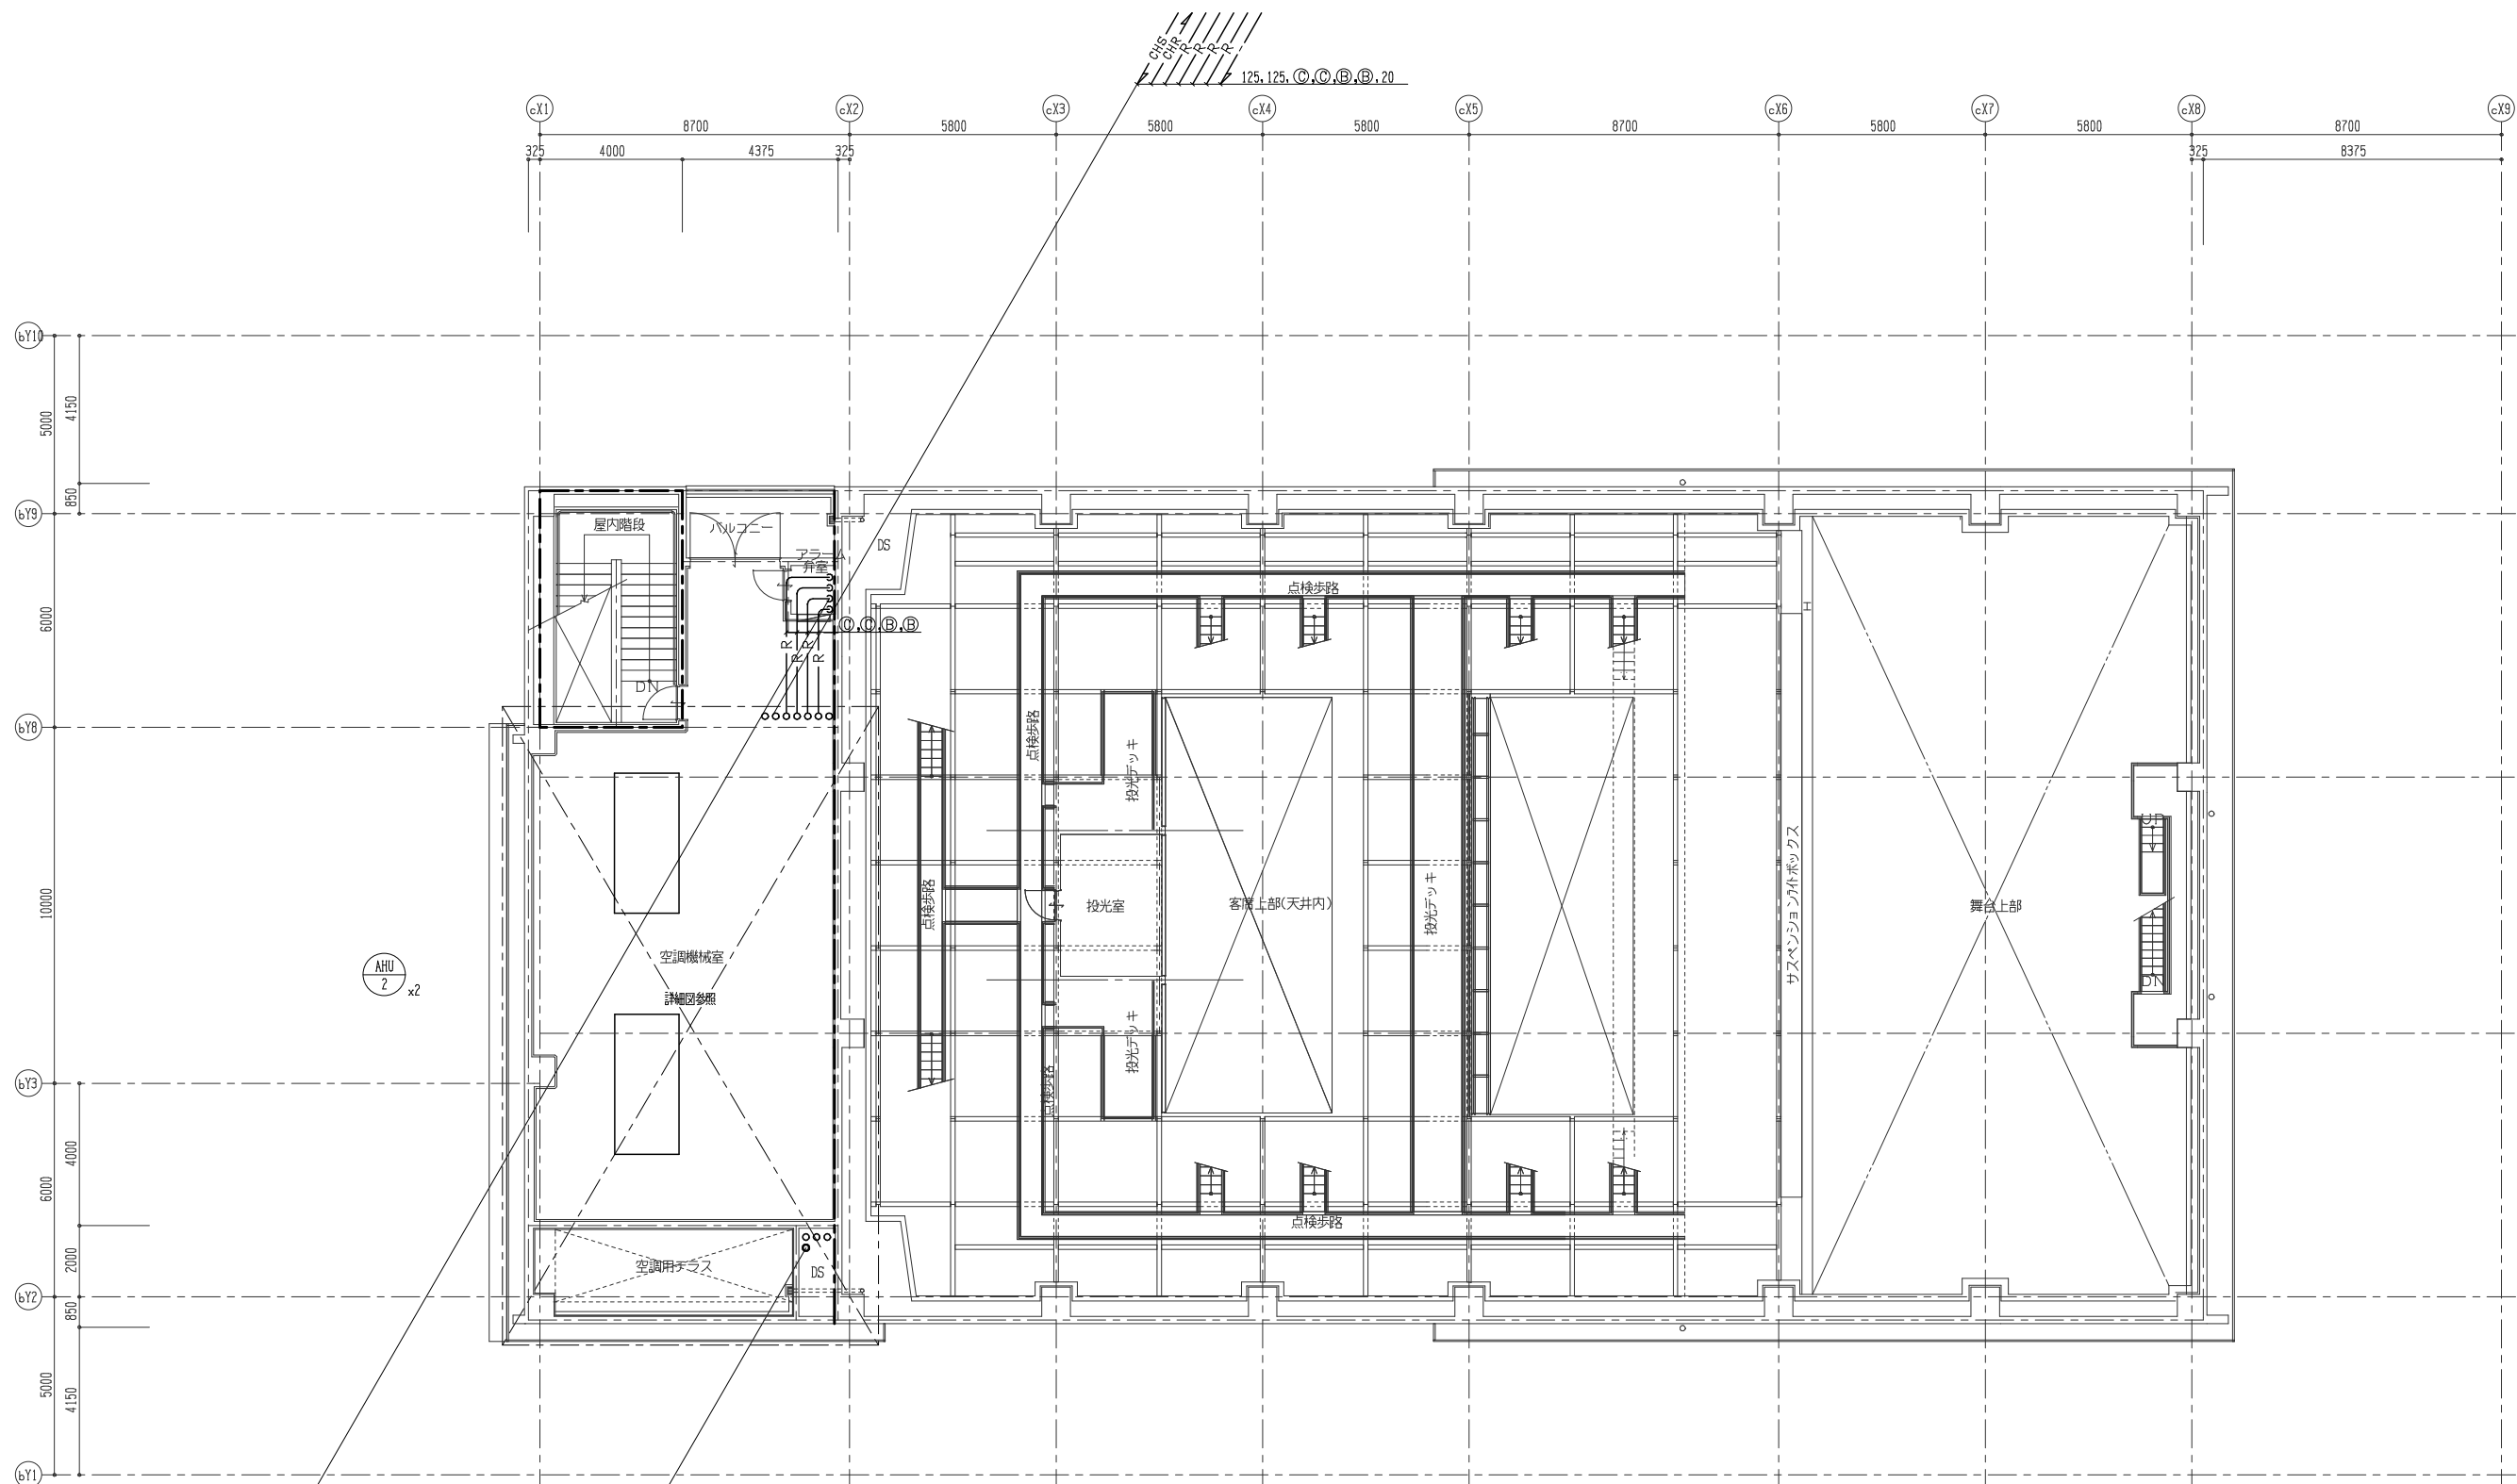 CHS
CHR
R
R
R
R
R
125,125,Ⓒ,Ⓒ,Ⓑ,Ⓑ,20
cX1
cX2
cX3
cX4
cX5
cX6
cX7
cX8
cX9
8700
5800
5800
5800
8700
5800
5800
8700
325
4000
4375
325
325
8375
bY10
4150
5000
850
bY9
屋内階段
バルコニー
DS
アラーム
弁室
点検歩路
6000
Ⓒ,Ⓒ,Ⓑ,Ⓑ
R
R
R
R
DN
bY8
点検歩路
投光デッキ
UP
サスペンションライトボックス
10000
点検歩路
投光室
客席上部(天井内)
投光デッキ
舞台上部
空調機械室
AHU
2
x2
DN
詳細図参照
投光デッキ
bY3
点検歩路
4000
6000
点検歩路
2000
空調用テラス
DS
bY2
850
5000
4150
bY1